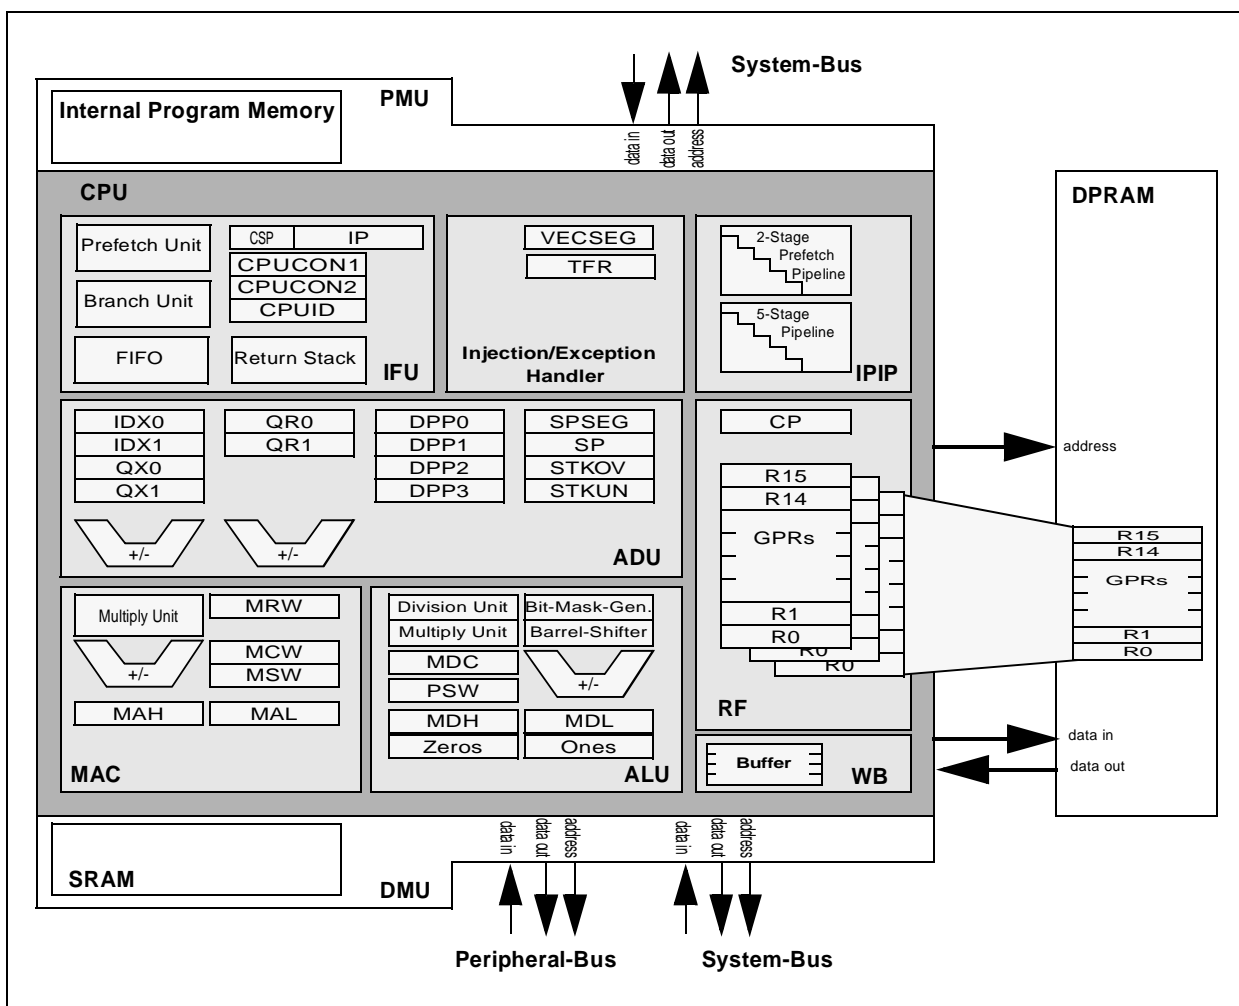 System-Bus
Internal Program Memory
PMU
data in
data out
address
CPU
DPRAM
Prefetch Unit
CSP
IP
CPUCON1
CPUCON2
CPUID
Branch Unit
FIFO
Return Stack
IFU
VECSEG
TFR
Injection/Exception
Handler
2-Stage
Prefetch
Pipeline
5-Stage
Pipeline
IPIP
IDX0
IDX1
QX0
QX1
QR0
QR1
DPP0
DPP1
DPP2
DPP3
SPSEG
SP
STKOV
STKUN
+/-
+/-
ADU
CP
R15
R14
GPRs
R1
R0
R0
R0
RF
address
R15
R14
GPRs
R1
R0
Multiply Unit
MRW
+/-
MCW
MSW
MAH
MAL
MAC
Division Unit
Bit-Mask-Gen.
Multiply Unit
Barrel-Shifter
MDC
PSW
+/-
MDH
MDL
Zeros
Ones
ALU
Buffer
WB
data in
data out
SRAM
DMU
data in
data out
address
data in
data out
address
Peripheral-Bus
System-Bus